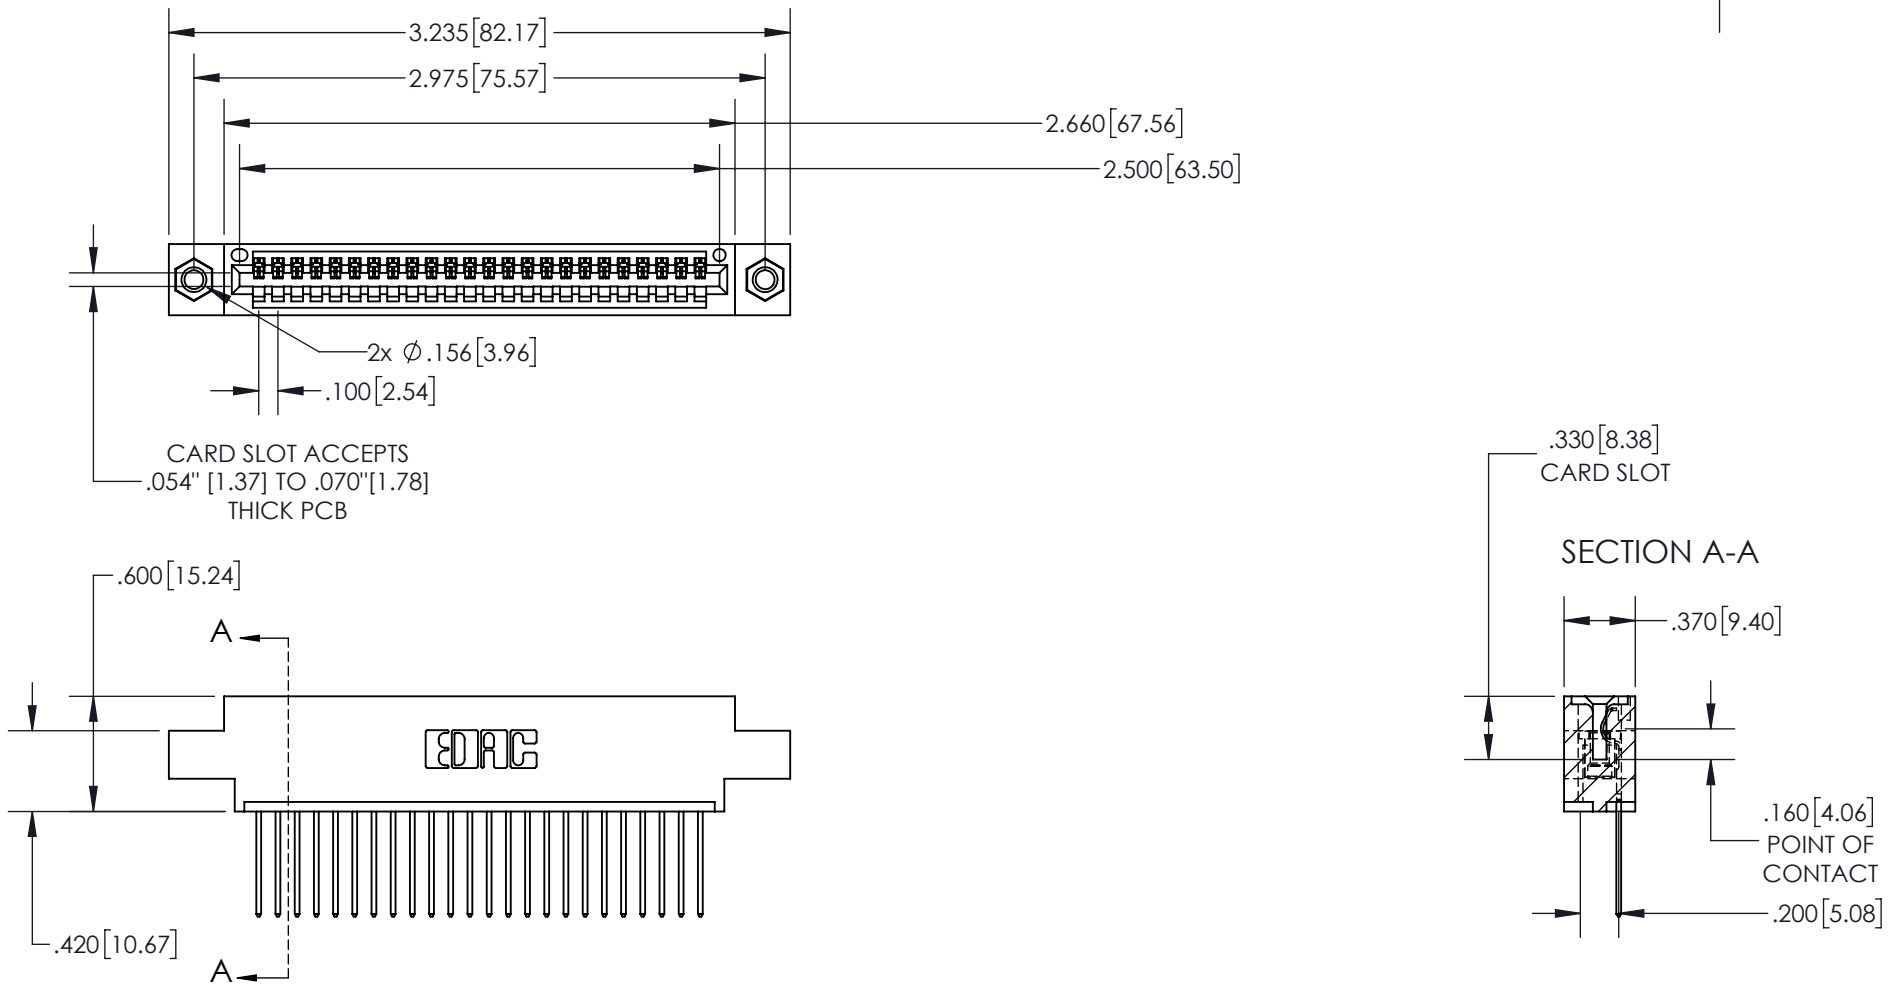 3.235[82.17]
2.975[75.57]
2.660[67.56]
2.500[63.50]
2x ∅.156[3.96]
.100[2.54]
CARD SLOT ACCEPTS
.054" [1.37] TO .070"[1.78]
THICK PCB
.330[8.38]
CARD SLOT
SECTION A-A
.600[15.24]
.370[9.40]
A
EDAC
.160[4.06]
POINT OF
CONTACT
.200[5.08]
.420[10.67]
A